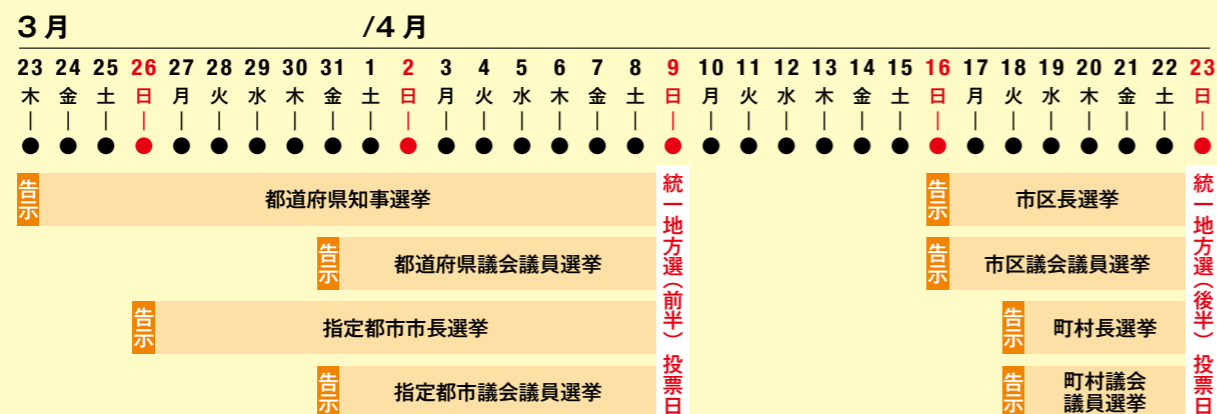 3月 /4月
23 24 25 26 27 28 29 30 31 1 2 3 4 5 6 7 8 9 10 11 12 13 14 15 16 17 18 19 20 21 22 23
木 金 土 日 月 火 水 木 金 土 日 月 火 水 木 金 土 日 月 火 水 木 金 土 日 月 火 水 木 金 土 日
告示 都道府県知事選挙
告示 都道府県議会議員選挙
告示 指定都市市長選挙
告示 指定都市議会議員選挙
統一地方選(前半) 投票日
告示 市区長選挙
告示 市区議会議員選挙
告示 町村長選挙
告示 町村議会
議員選挙
統一地方選(後半) 投票日